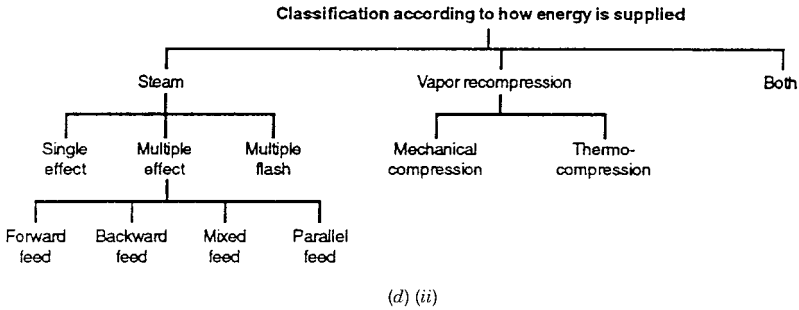 Classification according to how energy is supplied
Steam
Vapor recompression
Both
Single
effect
Multiple
effect
Multiple
flash
Mechanical
compression
Thermo-
compression
Forward
feed
Backward
feed
Mixed
feed
Parallel
feed
(d) (ii)